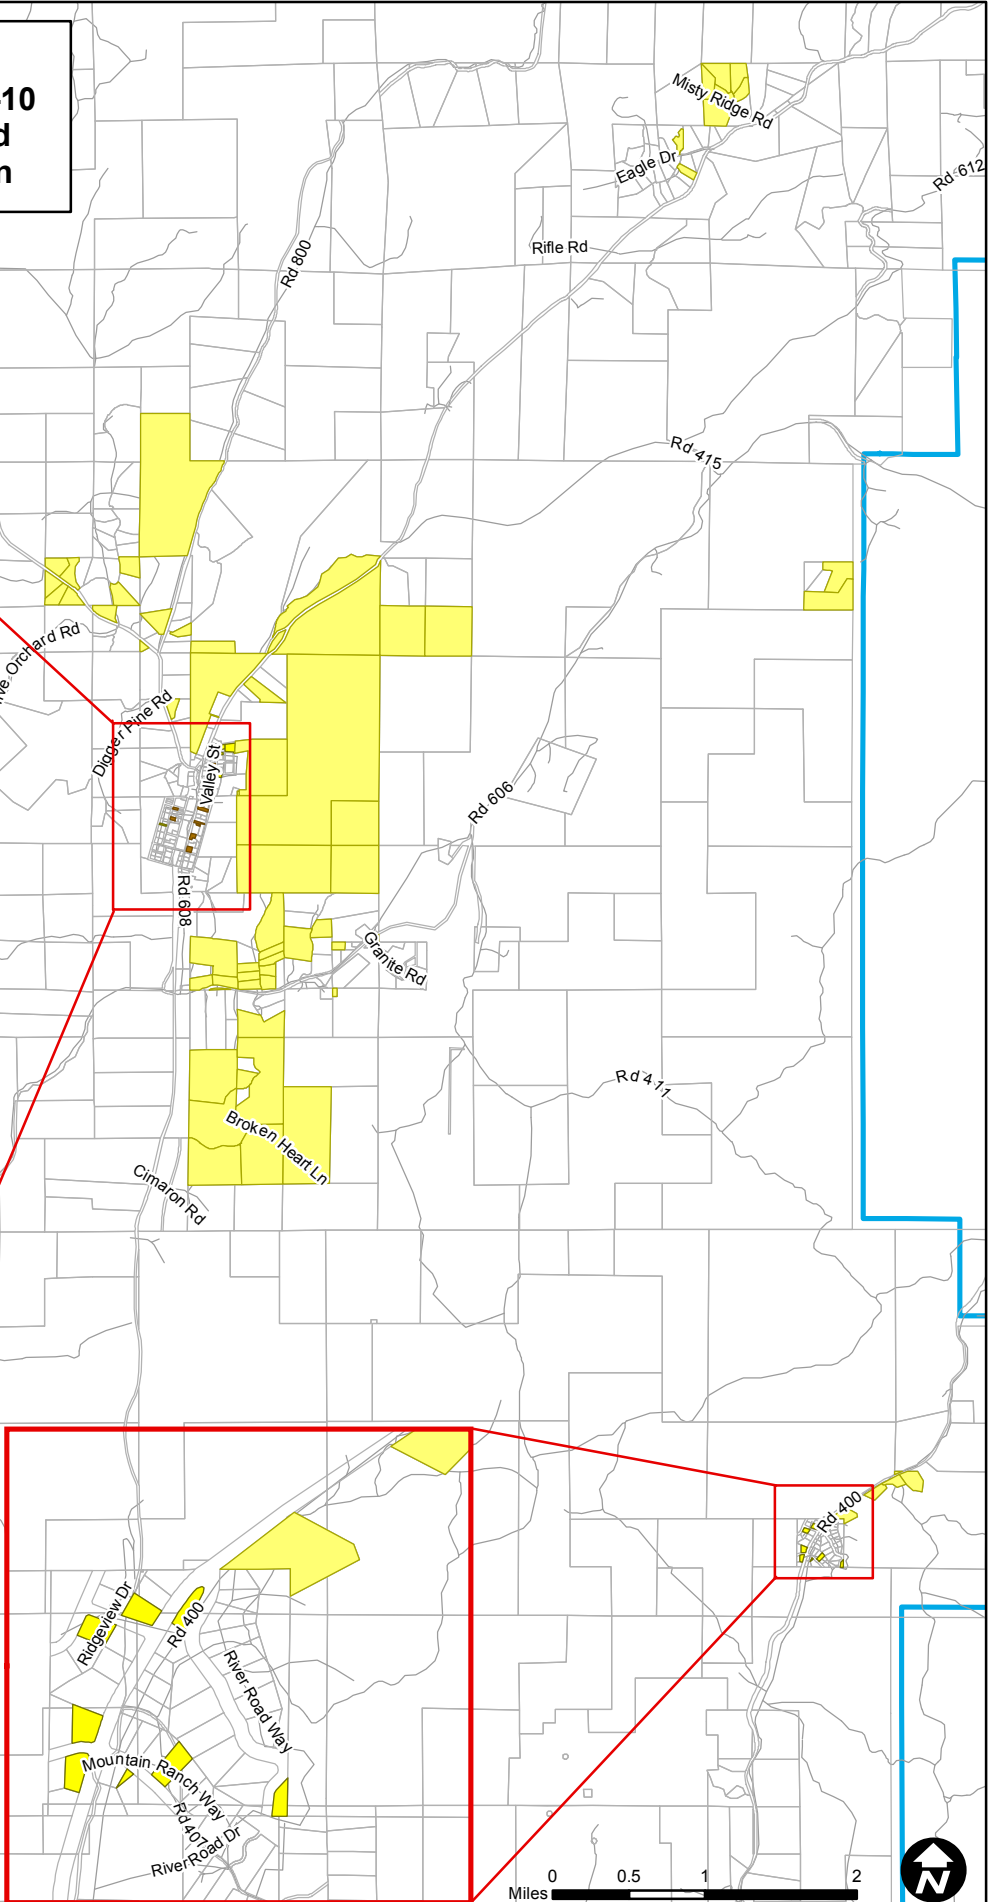 10
d
n
Misty Ridge Rd
Eagle Dr
Rd 612
Rifle Rd
Rd 800
Rd 415
ve Orchard Rd
Digger Pine Rd
Valley St
Rd 606
Rd 608
Granite Rd
Rd 411
Broken Heart Ln
Cimaron Rd
Rd 400
Ridgeview Dr
Rd 400
River Road Way
Mountain Ranch Way
Rd 407
River Road Dr
0 0.5 1 2
Miles
N